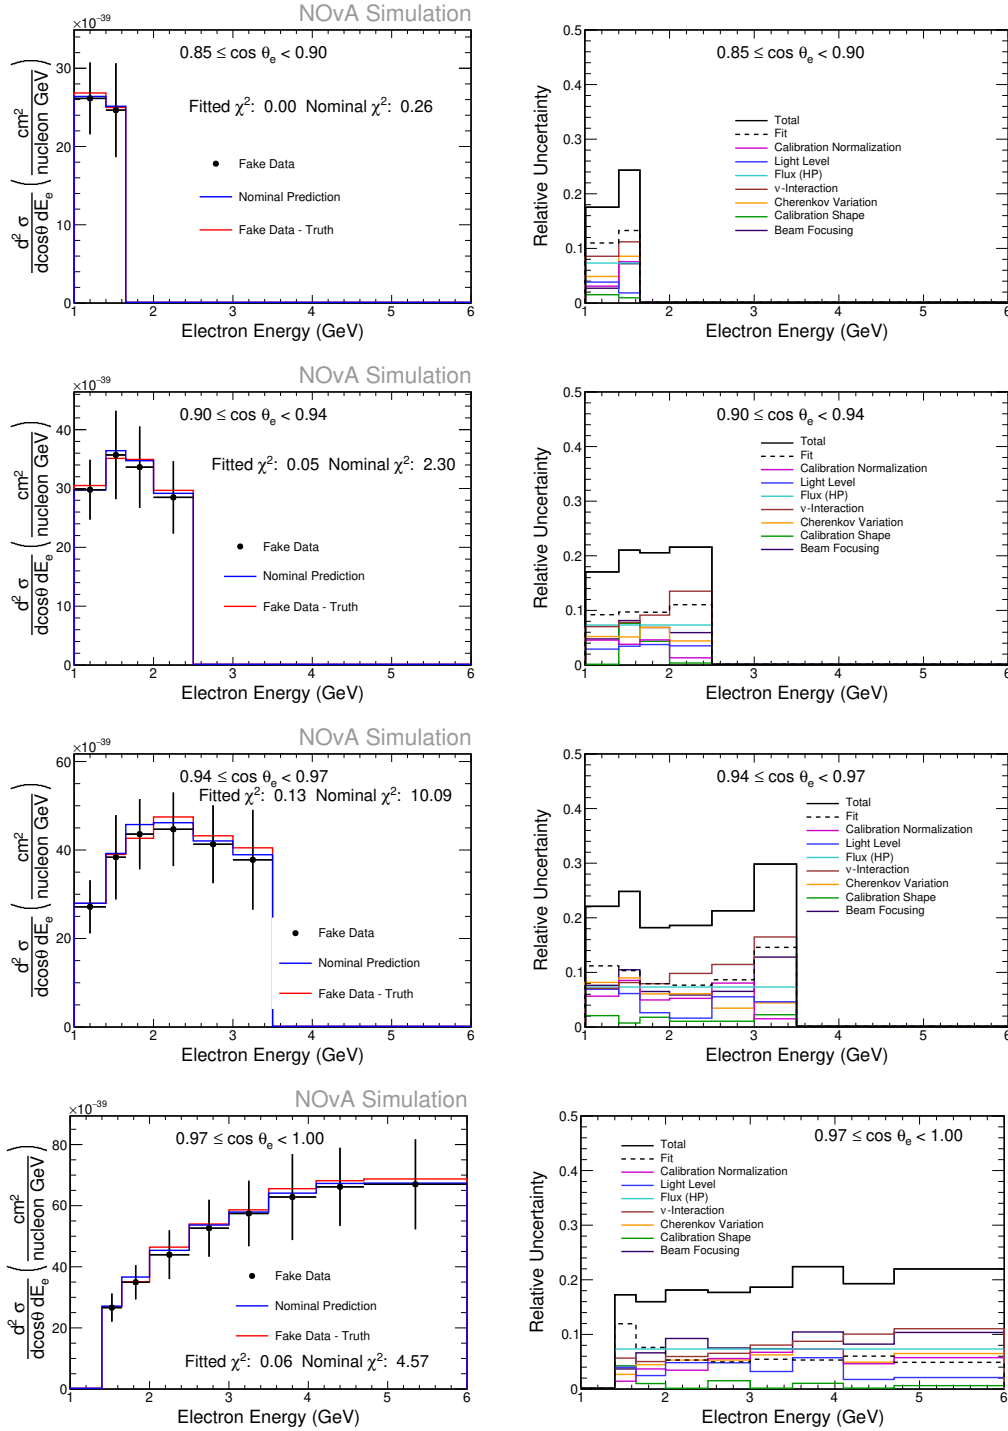 NOvA Simulation
×10⁻³⁹
0.85 ≤ cos θe < 0.90
Fitted χ²: 0.00 Nominal χ²: 0.26
Fake Data
Nominal Prediction
Fake Data - Truth
d² σ / dcosθ dEe ( cm² / nucleon GeV )
30
20
10
0
1 2 3 4 5 6
Electron Energy (GeV)
0.85 ≤ cos θe < 0.90
Total
Fit
Calibration Normalization
Light Level
Flux (HP)
ν-Interaction
Cherenkov Variation
Calibration Shape
Beam Focusing
Relative Uncertainty
0.5
0.4
0.3
0.2
0.1
0
1 2 3 4 5 6
Electron Energy (GeV)
NOvA Simulation
×10⁻³⁹
0.90 ≤ cos θe < 0.94
Fitted χ²: 0.05 Nominal χ²: 2.30
Fake Data
Nominal Prediction
Fake Data - Truth
d² σ / dcosθ dEe ( cm² / nucleon GeV )
40
30
20
10
0
1 2 3 4 5 6
Electron Energy (GeV)
0.90 ≤ cos θe < 0.94
Total
Fit
Calibration Normalization
Light Level
Flux (HP)
ν-Interaction
Cherenkov Variation
Calibration Shape
Beam Focusing
Relative Uncertainty
0.5
0.4
0.3
0.2
0.1
0
1 2 3 4 5 6
Electron Energy (GeV)
NOvA Simulation
×10⁻³⁹
0.94 ≤ cos θe < 0.97
Fitted χ²: 0.13 Nominal χ²: 10.09
Fake Data
Nominal Prediction
Fake Data - Truth
d² σ / dcosθ dEe ( cm² / nucleon GeV )
60
40
20
0
1 2 3 4 5 6
Electron Energy (GeV)
0.94 ≤ cos θe < 0.97
Total
Fit
Calibration Normalization
Light Level
Flux (HP)
ν-Interaction
Cherenkov Variation
Calibration Shape
Beam Focusing
Relative Uncertainty
0.5
0.4
0.3
0.2
0.1
0
1 2 3 4 5 6
Electron Energy (GeV)
NOvA Simulation
×10⁻³⁹
0.97 ≤ cos θe < 1.00
Fake Data
Nominal Prediction
Fake Data - Truth
Fitted χ²: 0.06 Nominal χ²: 4.57
d² σ / dcosθ dEe ( cm² / nucleon GeV )
80
60
40
20
0
1 2 3 4 5 6
Electron Energy (GeV)
0.97 ≤ cos θe < 1.00
Total
Fit
Calibration Normalization
Light Level
Flux (HP)
ν-Interaction
Cherenkov Variation
Calibration Shape
Beam Focusing
Relative Uncertainty
0.5
0.4
0.3
0.2
0.1
0
1 2 3 4 5 6
Electron Energy (GeV)